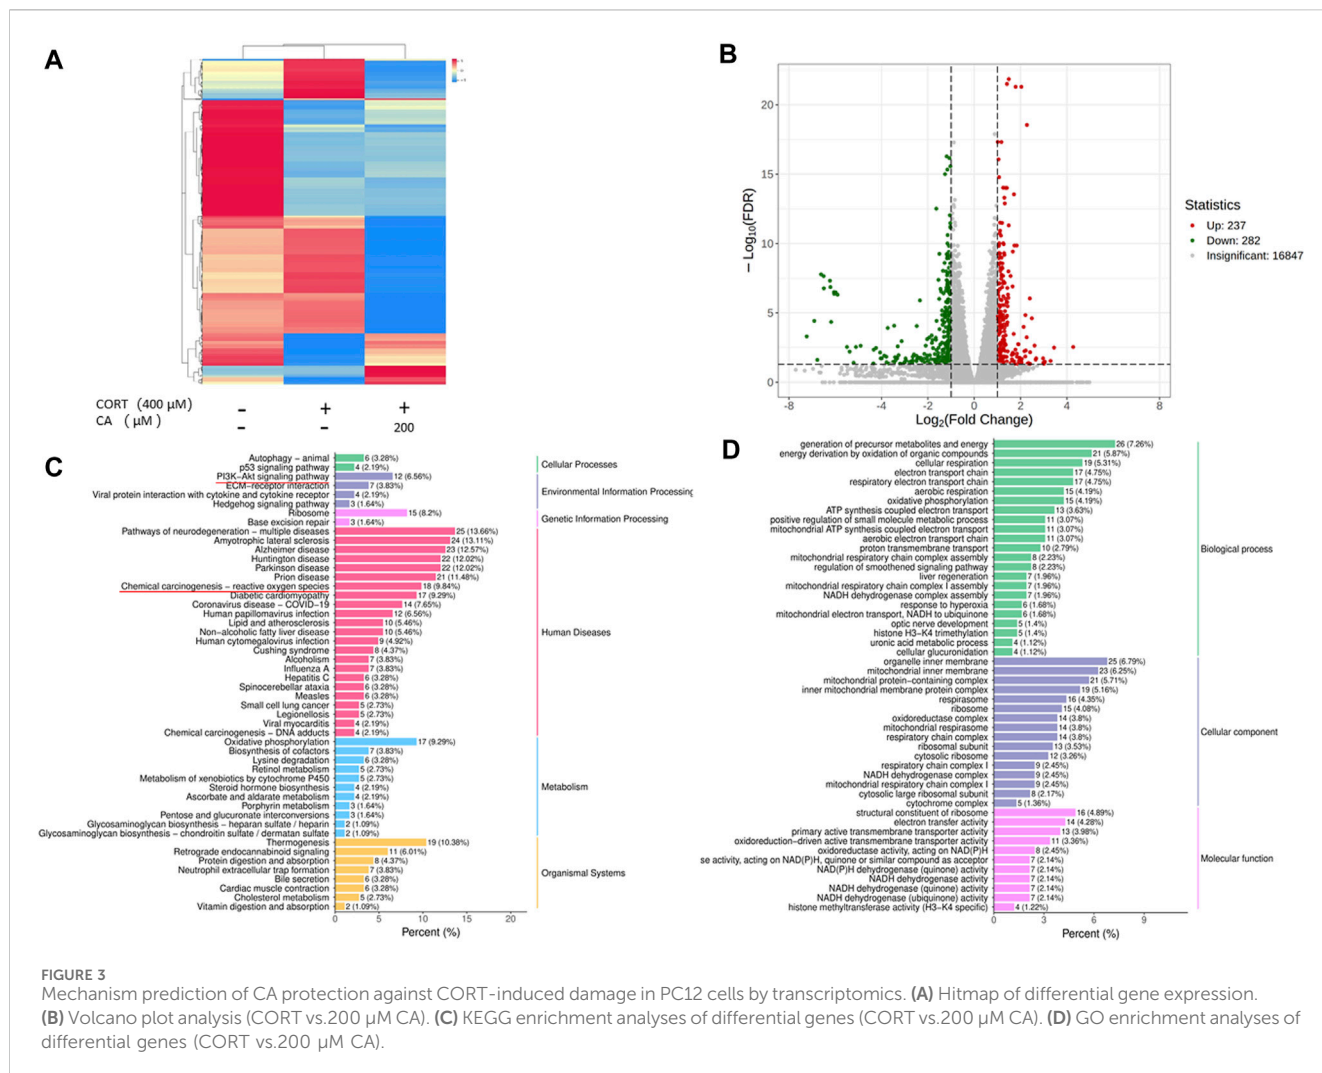 A
CORT (400 µM)
-
+
+
CA ( µM)
-
-
200
B
− Log10(FDR)
20
15
10
5
0
-8
-4
-2
0
2
4
8
Log2(Fold Change)
Statistics
Up: 237
Down: 282
Insignificant: 16847
C
Autophagy − animal 6 (3.28%)
p53 signaling pathway 4 (2.19%)
PI3K−Akt signaling pathway 12 (6.56%)
ECM−receptor interaction 7 (3.83%)
Viral protein interaction with cytokine and cytokine receptor 4 (2.19%)
Hedgehog signaling pathway 3 (1.64%)
Ribosome 15 (8.2%)
Base excision repair 3 (1.64%)
Pathways of neurodegeneration − multiple diseases 25 (13.66%)
Amyotrophic lateral sclerosis 24 (13.11%)
Alzheimer disease 23 (12.57%)
Huntington disease 22 (12.02%)
Parkinson disease 22 (12.02%)
Prion disease 21 (11.48%)
Chemical carcinogenesis − reactive oxygen species 18 (9.84%)
Diabetic cardiomyopathy 17 (9.29%)
Coronavirus disease − COVID−19 14 (7.65%)
Human papillomavirus infection 12 (6.56%)
Lipid and atherosclerosis 10 (5.46%)
Non−alcoholic fatty liver disease 10 (5.46%)
Human cytomegalovirus infection 9 (4.92%)
Cushing syndrome 8 (4.37%)
Alcoholism 7 (3.83%)
Influenza A 7 (3.83%)
Hepatitis C 6 (3.28%)
Spinocerebellar ataxia 6 (3.28%)
Measles 6 (3.28%)
Small cell lung cancer 5 (2.73%)
Legionellosis 5 (2.73%)
Viral myocarditis 4 (2.19%)
Chemical carcinogenesis − DNA adducts 4 (2.19%)
Oxidative phosphorylation 17 (9.29%)
Biosynthesis of cofactors 7 (3.83%)
Lysine degradation 6 (3.28%)
Retinol metabolism 5 (2.73%)
Metabolism of xenobiotics by cytochrome P450 5 (2.73%)
Steroid hormone biosynthesis 4 (2.19%)
Ascorbate and aldarate metabolism 4 (2.19%)
Porphyrin metabolism 3 (1.64%)
Pentose and glucuronate interconversions 3 (1.64%)
Glycosaminoglycan biosynthesis − heparan sulfate / heparin 2 (1.09%)
Glycosaminoglycan biosynthesis − chondroitin sulfate / dermatan sulfate 2 (1.09%)
Thermogenesis 19 (10.38%)
Retrograde endocannabinoid signaling 11 (6.01%)
Protein digestion and absorption 8 (4.37%)
Neutrophil extracellular trap formation 7 (3.83%)
Bile secretion 6 (3.28%)
Cardiac muscle contraction 6 (3.28%)
Cholesterol metabolism 5 (2.73%)
Vitamin digestion and absorption 2 (1.09%)
Cellular Processes
Environmental Information Processing
Genetic Information Processing
Human Diseases
Metabolism
Organismal Systems
0
5
10
15
20
Percent (%)
D
generation of precursor metabolites and energy 26 (7.26%)
energy derivation by oxidation of organic compounds 21 (5.87%)
cellular respiration 19 (5.31%)
electron transport chain 17 (4.75%)
respiratory electron transport chain 17 (4.75%)
aerobic respiration 15 (4.19%)
oxidative phosphorylation 15 (4.19%)
ATP synthesis coupled electron transport 13 (3.63%)
positive regulation of small molecule metabolic process 11 (3.07%)
mitochondrial ATP synthesis coupled electron transport 11 (3.07%)
aerobic electron transport chain 11 (3.07%)
proton transmembrane transport 10 (2.79%)
mitochondrial respiratory chain complex assembly 8 (2.23%)
regulation of smoothened signaling pathway 8 (2.23%)
liver regeneration 7 (1.96%)
mitochondrial respiratory chain complex I assembly 7 (1.96%)
NADH dehydrogenase complex assembly 7 (1.96%)
response to hyperoxia 6 (1.68%)
mitochondrial electron transport, NADH to ubiquinone 6 (1.68%)
optic nerve development 5 (1.4%)
histone H3−K4 trimethylation 5 (1.4%)
uronic acid metabolic process 4 (1.12%)
cellular glucuronidation 4 (1.12%)
organelle inner membrane 25 (6.79%)
mitochondrial inner membrane 23 (6.25%)
mitochondrial protein−containing complex 21 (5.71%)
inner mitochondrial membrane protein complex 19 (5.16%)
respirasome 16 (4.35%)
ribosome 15 (4.08%)
oxidoreductase complex 14 (3.8%)
mitochondrial respirasome 14 (3.8%)
respiratory chain complex 14 (3.8%)
ribosomal subunit 13 (3.53%)
cytosolic ribosome 12 (3.26%)
respiratory chain complex I 9 (2.45%)
NADH dehydrogenase complex 9 (2.45%)
mitochondrial respiratory chain complex I 9 (2.45%)
cytosolic large ribosomal subunit 8 (2.17%)
cytochrome complex 5 (1.36%)
structural constituent of ribosome 16 (4.89%)
electron transfer activity 14 (4.28%)
primary active transmembrane transporter activity 13 (3.98%)
oxidoreduction−driven active transmembrane transporter activity 11 (3.36%)
oxidoreductase activity, acting on NAD(P)H 8 (2.45%)
se activity, acting on NAD(P)H, quinone or similar compound as acceptor 7 (2.14%)
NAD(P)H dehydrogenase (quinone) activity 7 (2.14%)
NADH dehydrogenase activity 7 (2.14%)
NADH dehydrogenase (quinone) activity 7 (2.14%)
NADH dehydrogenase (ubiquinone) activity 7 (2.14%)
histone methyltransferase activity (H3−K4 specific) 4 (1.22%)
Biological process
Cellular component
Molecular function
0
3
6
9
Percent (%)
FIGURE 3
Mechanism prediction of CA protection against CORT-induced damage in PC12 cells by transcriptomics. (A) Hitmap of differential gene expression.
(B) Volcano plot analysis (CORT vs.200 µM CA). (C) KEGG enrichment analyses of differential genes (CORT vs.200 µM CA). (D) GO enrichment analyses of
differential genes (CORT vs.200 µM CA).